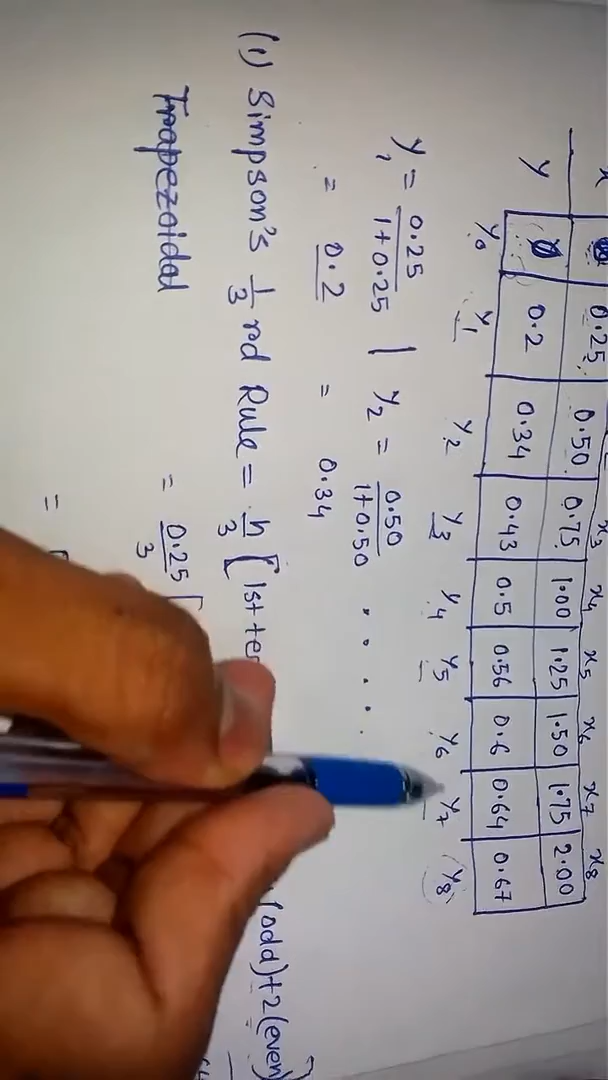 x₃ x₄ x₅ x₆ x₇ x₈
x 0.25 0.50 0.75 1.00 1.25 1.50 1.75 2.00
y 0 0.2 0.34 0.43 0.5 0.56 0.6 0.64 0.67
y₀ y₁ y₂ y₃ y₄ y₅ y₆ y₇ y₈
y₁ = 0.25 / 1+0.25 | y₂ = 0.50 / 1+0.50 . . . .
= 0.2 = 0.34
(1) Simpson's 1/3 rd Rule = h/3 [1st (odd)+2(even)]
Trapezoidal = 0.25/3 [
= [